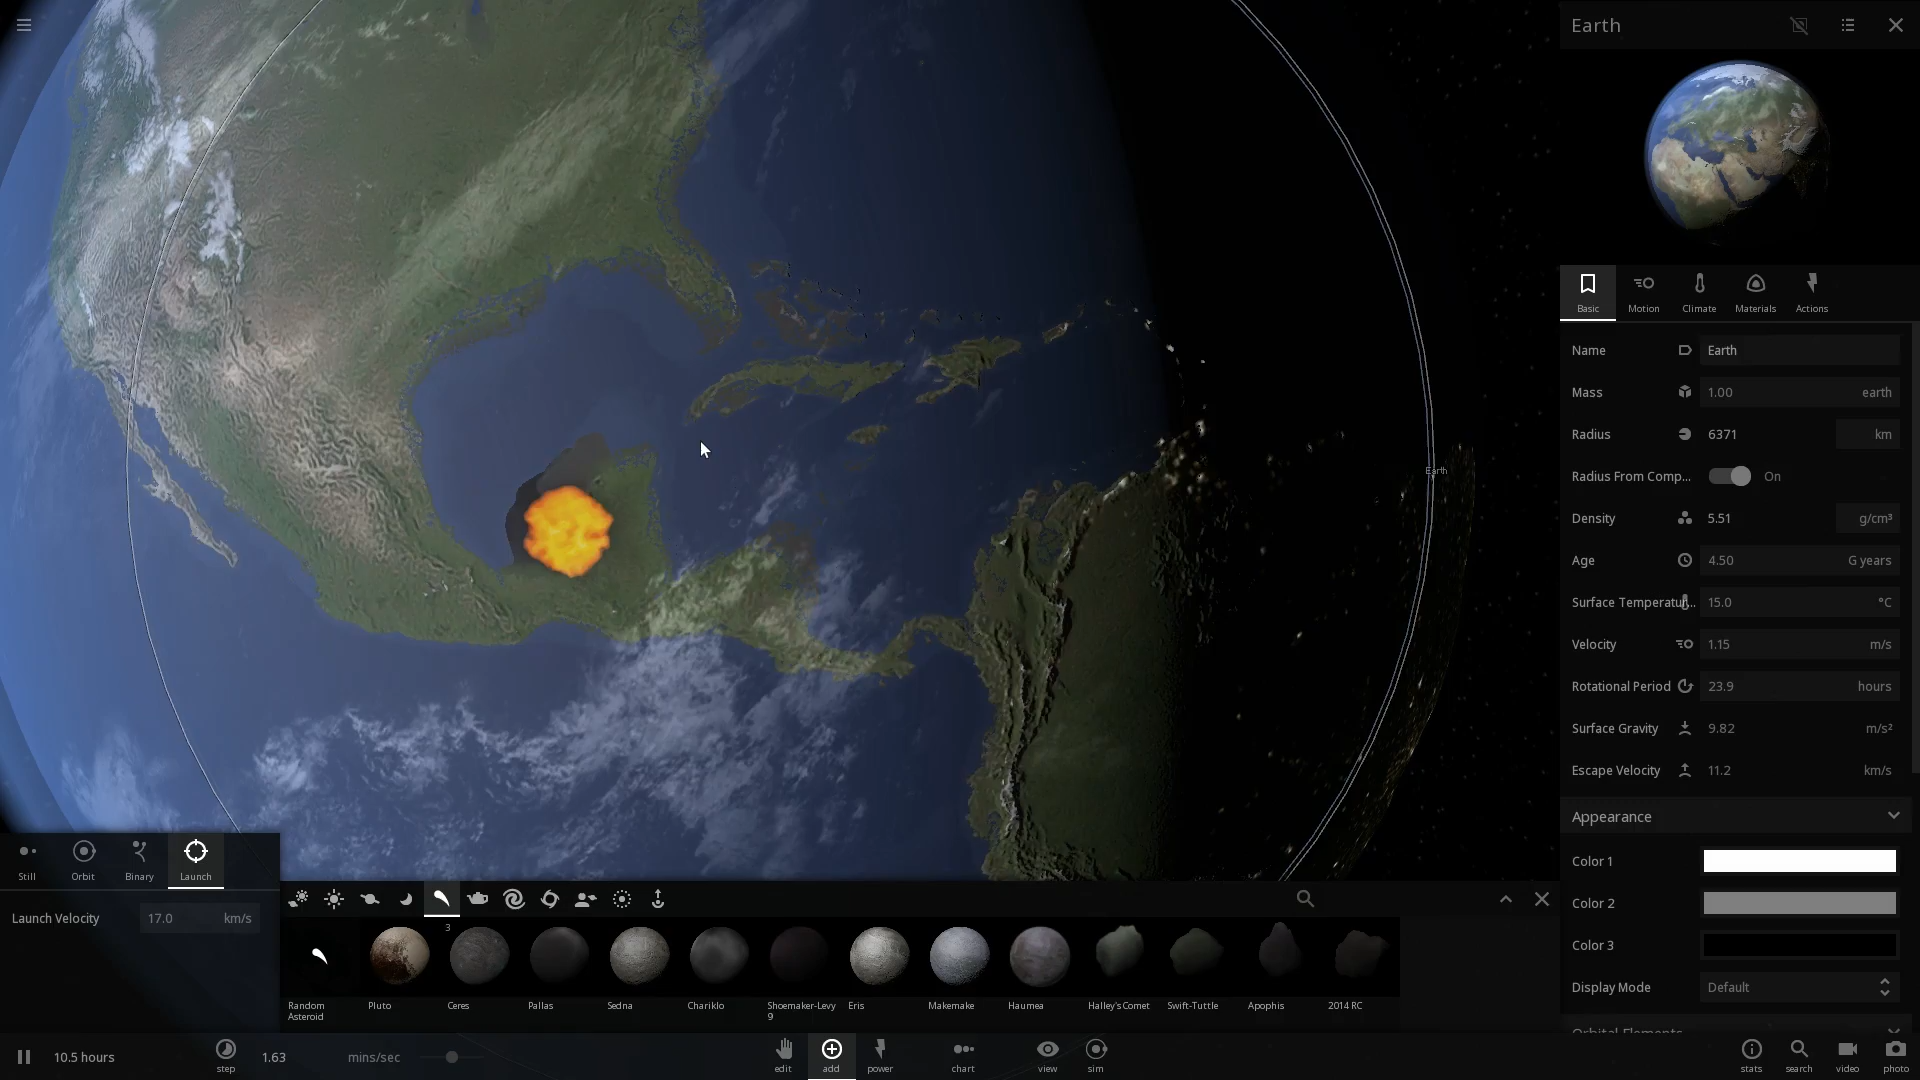 Earth
Basic
Motion
Climate
Materials
Actions
Name
Earth
Mass
1.00 earth
Radius
6371 km
Radius From Comp...
On
Density
5.51 g/cm³
Age
4.50 G years
Surface Temperatur...
15.0 °C
Velocity
1.15 m/s
Rotational Period
23.9 hours
Surface Gravity
9.82 m/s²
Escape Velocity
11.2 km/s
Appearance
Color 1
Color 2
Color 3
Display Mode
Default
Orbital Elements
Earth
Still
Orbit
Binary
Launch
Launch Velocity
17.0 km/s
3
Random
Asteroid
Pluto
Ceres
Pallas
Sedna
Chariklo
Shoemaker-Levy
9
Eris
Makemake
Haumea
Halley's Comet
Swift-Tuttle
Apophis
2014 RC
10.5 hours
step
1.63 mins/sec
edit
add
power
chart
view
sim
stats
search
video
photo